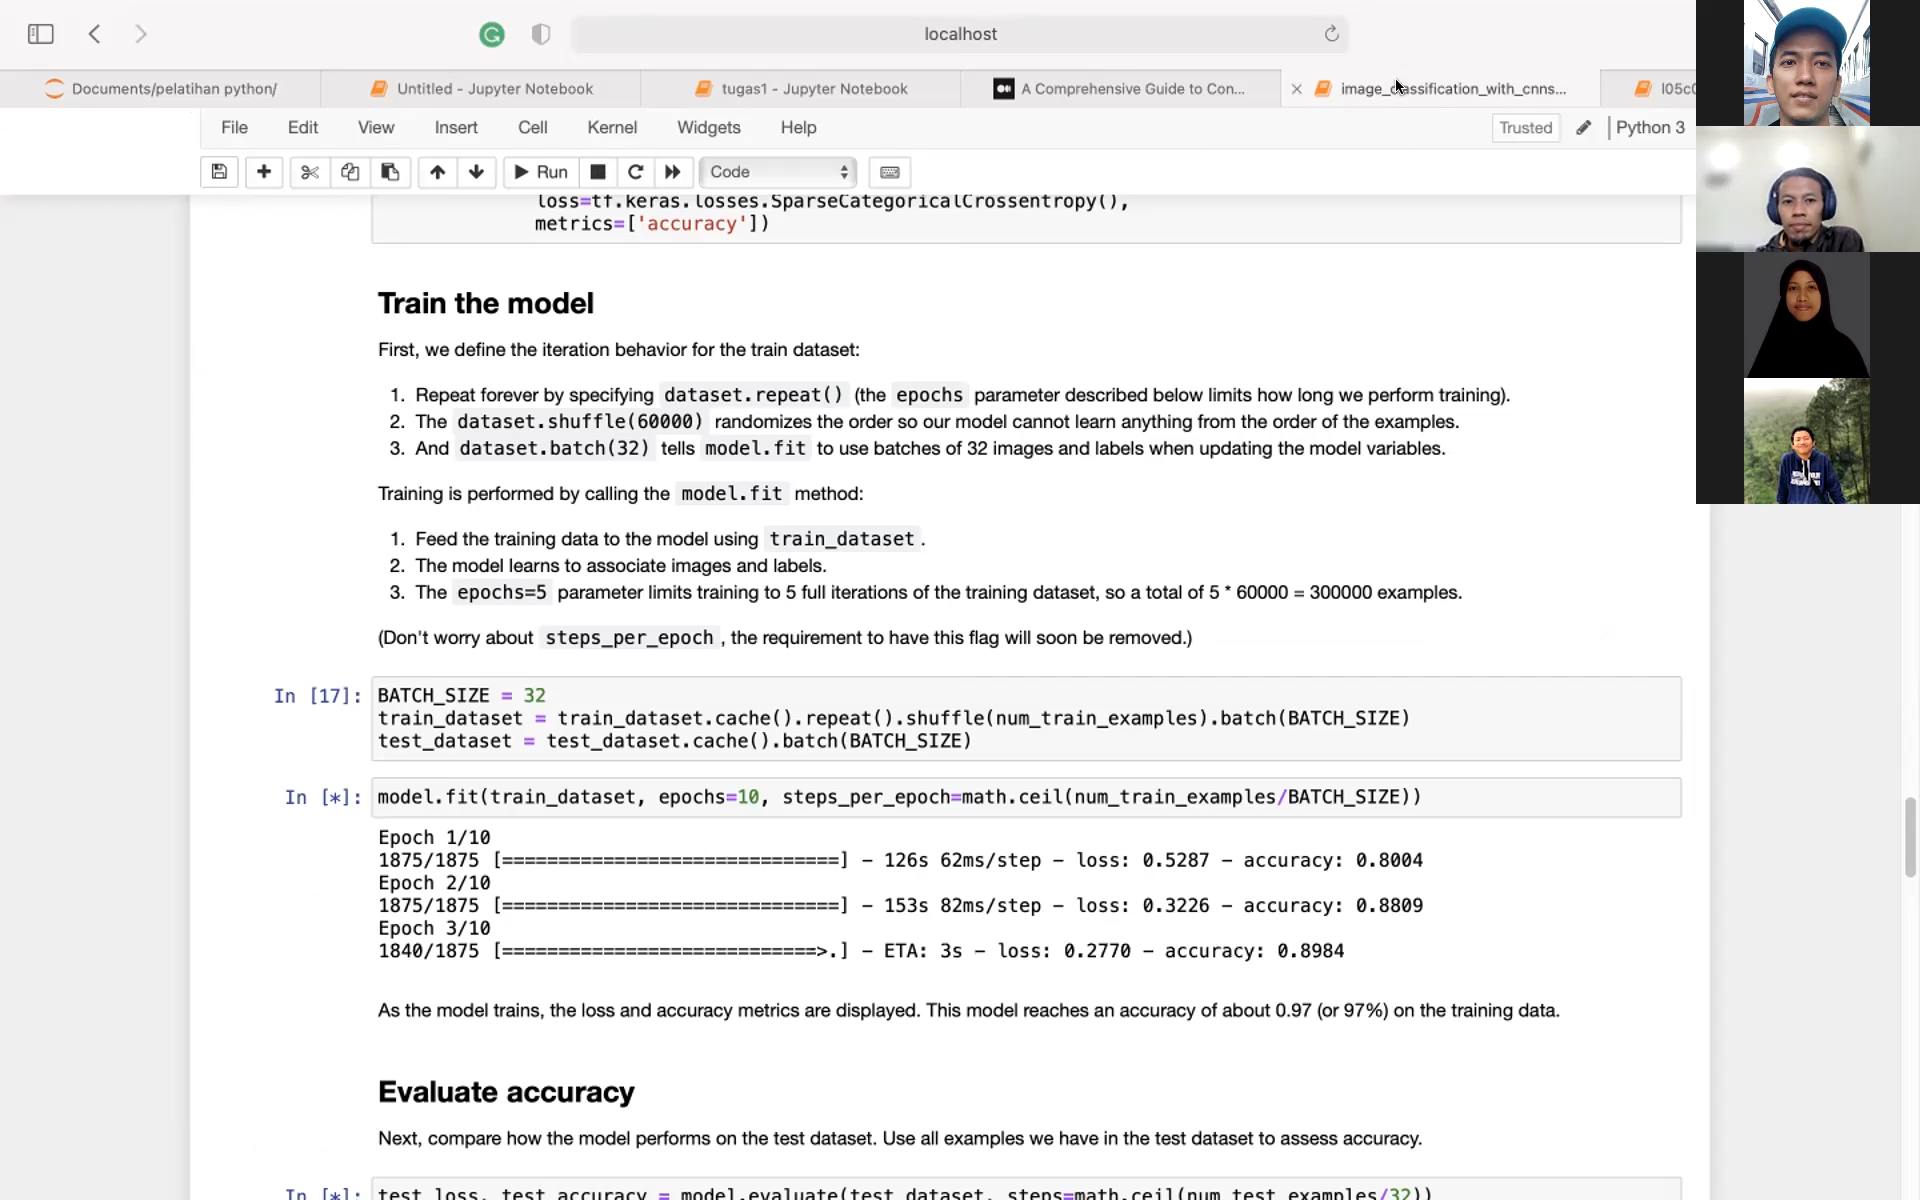 localhost
Documents/pelatihan python/
Untitled - Jupyter Notebook
tugas1 - Jupyter Notebook
A Comprehensive Guide to Con...
image_classification_with_cnns...
File Edit View Insert Cell Kernel Widgets Help
Trusted
Python 3
Run
Code
loss=tf.keras.losses.SparseCategoricalCrossentropy(),
metrics=['accuracy'])
Train the model
First, we define the iteration behavior for the train dataset:
1. Repeat forever by specifying dataset.repeat() (the epochs parameter described below limits how long we perform training).
2. The dataset.shuffle(60000) randomizes the order so our model cannot learn anything from the order of the examples.
3. And dataset.batch(32) tells model.fit to use batches of 32 images and labels when updating the model variables.
Training is performed by calling the model.fit method:
1. Feed the training data to the model using train_dataset.
2. The model learns to associate images and labels.
3. The epochs=5 parameter limits training to 5 full iterations of the training dataset, so a total of 5 * 60000 = 300000 examples.
(Don't worry about steps_per_epoch, the requirement to have this flag will soon be removed.)
In [17]: BATCH_SIZE = 32
train_dataset = train_dataset.cache().repeat().shuffle(num_train_examples).batch(BATCH_SIZE)
test_dataset = test_dataset.cache().batch(BATCH_SIZE)
In [*]: model.fit(train_dataset, epochs=10, steps_per_epoch=math.ceil(num_train_examples/BATCH_SIZE))
Epoch 1/10
1875/1875 [==============================] - 126s 62ms/step - loss: 0.5287 - accuracy: 0.8004
Epoch 2/10
1875/1875 [==============================] - 153s 82ms/step - loss: 0.3226 - accuracy: 0.8809
Epoch 3/10
1840/1875 [============================>.] - ETA: 3s - loss: 0.2770 - accuracy: 0.8984
As the model trains, the loss and accuracy metrics are displayed. This model reaches an accuracy of about 0.97 (or 97%) on the training data.
Evaluate accuracy
Next, compare how the model performs on the test dataset. Use all examples we have in the test dataset to assess accuracy.
In [*]: test_loss, test_accuracy = model.evaluate(test_dataset, steps=math.ceil(num_test_examples/32))